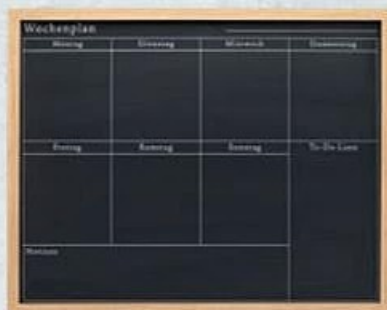 Wochenplan
Montag Dienstag Mittwoch Donnerstag
Freitag Samstag Sonntag To-Do-Liste
Notizen